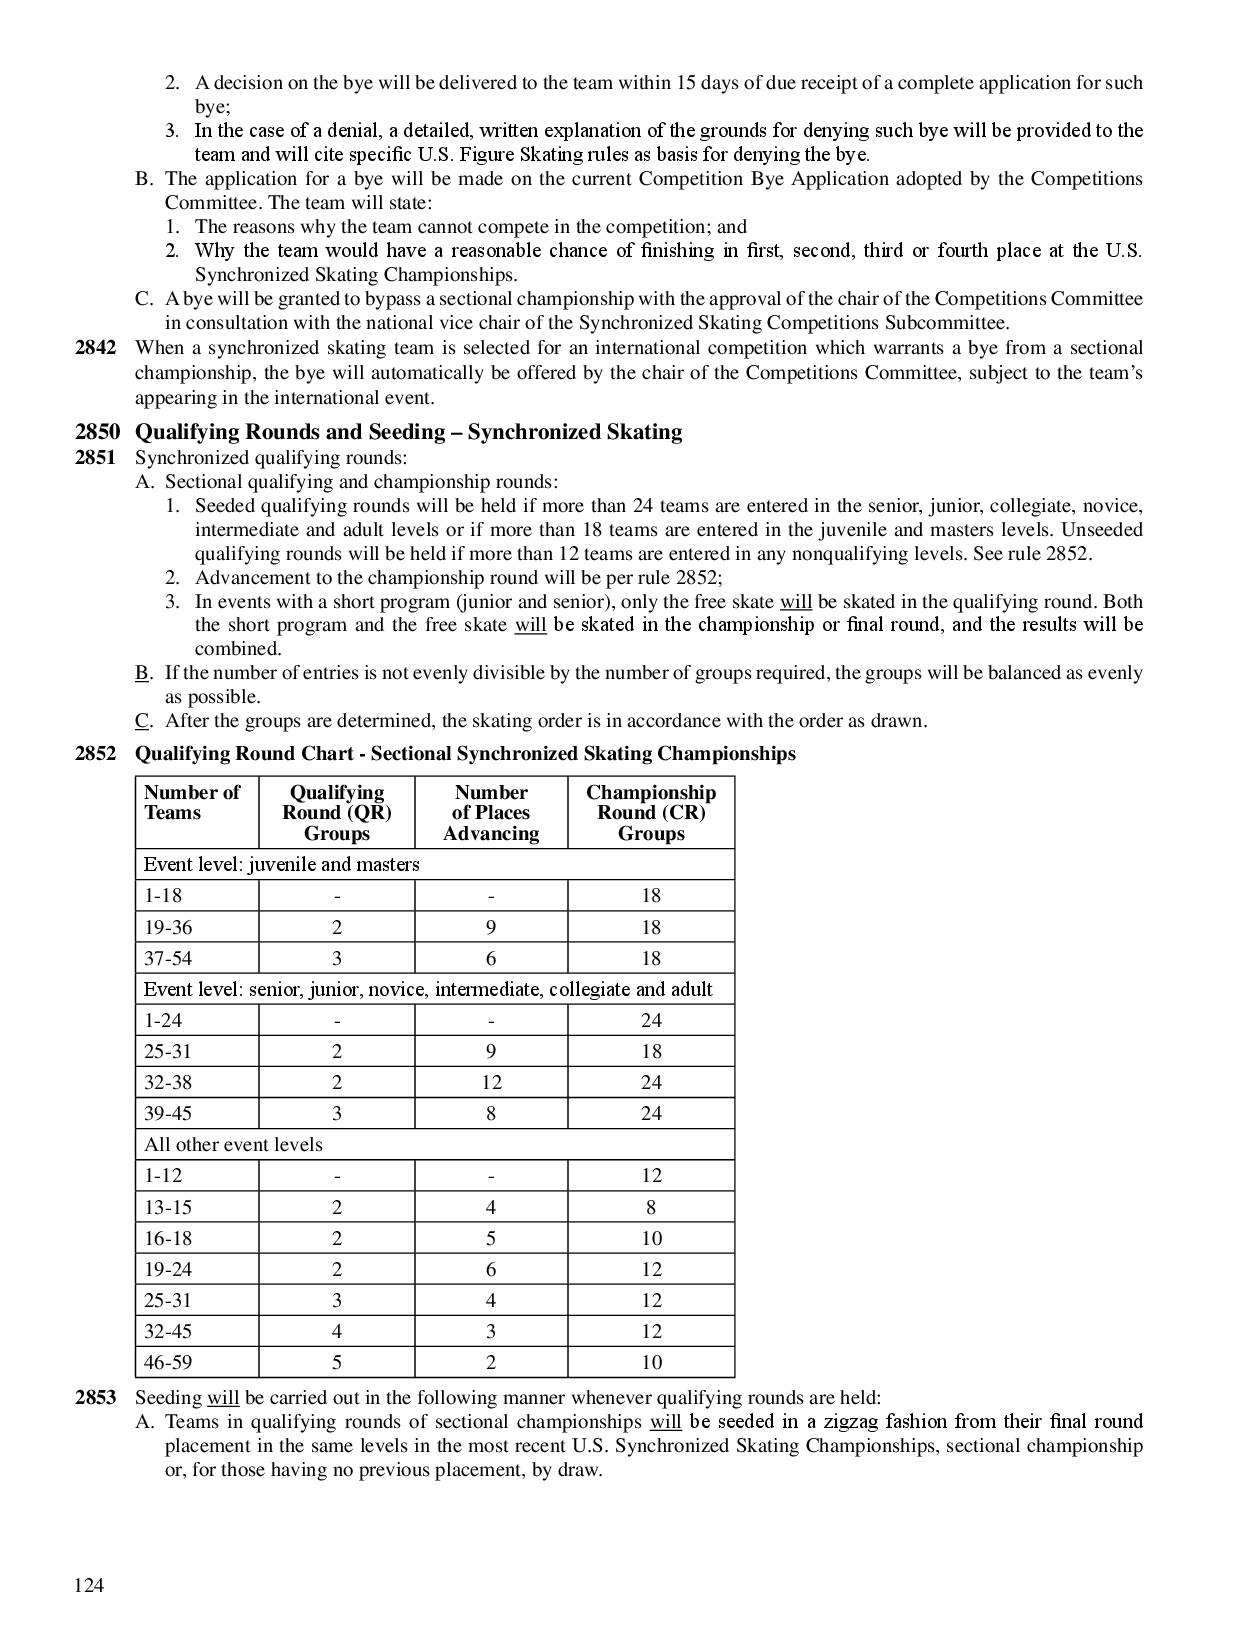 2. A decision on the bye will be delivered to the team within 15 days of due receipt of a complete application for such
bye;
3. In the case of a denial, a detailed, written explanation of the grounds for denying such bye will be provided to the
team and will cite specific U.S. Figure Skating rules as basis for denying the bye.
B. The application for a bye will be made on the current Competition Bye Application adopted by the Competitions
Committee. The team will state:
1. The reasons why the team cannot compete in the competition; and
2. Why the team would have a reasonable chance of finishing in first, second, third or fourth place at the U.S.
Synchronized Skating Championships.
C. A bye will be granted to bypass a sectional championship with the approval of the chair of the Competitions Committee
in consultation with the national vice chair of the Synchronized Skating Competitions Subcommittee.
2842 When a synchronized skating team is selected for an international competition which warrants a bye from a sectional
championship, the bye will automatically be offered by the chair of the Competitions Committee, subject to the team's
appearing in the international event.
2850 Qualifying Rounds and Seeding – Synchronized Skating
2851 Synchronized qualifying rounds:
A. Sectional qualifying and championship rounds:
1. Seeded qualifying rounds will be held if more than 24 teams are entered in the senior, junior, collegiate, novice,
intermediate and adult levels or if more than 18 teams are entered in the juvenile and masters levels. Unseeded
qualifying rounds will be held if more than 12 teams are entered in any nonqualifying levels. See rule 2852.
2. Advancement to the championship round will be per rule 2852;
3. In events with a short program (junior and senior), only the free skate will be skated in the qualifying round. Both
the short program and the free skate will be skated in the championship or final round, and the results will be
combined.
B. If the number of entries is not evenly divisible by the number of groups required, the groups will be balanced as evenly
as possible.
C. After the groups are determined, the skating order is in accordance with the order as drawn.
2852 Qualifying Round Chart - Sectional Synchronized Skating Championships
Number of Qualifying Number Championship
Teams Round (QR) of Places Round (CR)
Groups Advancing Groups
Event level: juvenile and masters
1-18 - - 18
19-36 2 9 18
37-54 3 6 18
Event level: senior, junior, novice, intermediate, collegiate and adult
1-24 - - 24
25-31 2 9 18
32-38 2 12 24
39-45 3 8 24
All other event levels
1-12 - - 12
13-15 2 4 8
16-18 2 5 10
19-24 2 6 12
25-31 3 4 12
32-45 4 3 12
46-59 5 2 10
2853 Seeding will be carried out in the following manner whenever qualifying rounds are held:
A. Teams in qualifying rounds of sectional championships will be seeded in a zigzag fashion from their final round
placement in the same levels in the most recent U.S. Synchronized Skating Championships, sectional championship
or, for those having no previous placement, by draw.
124